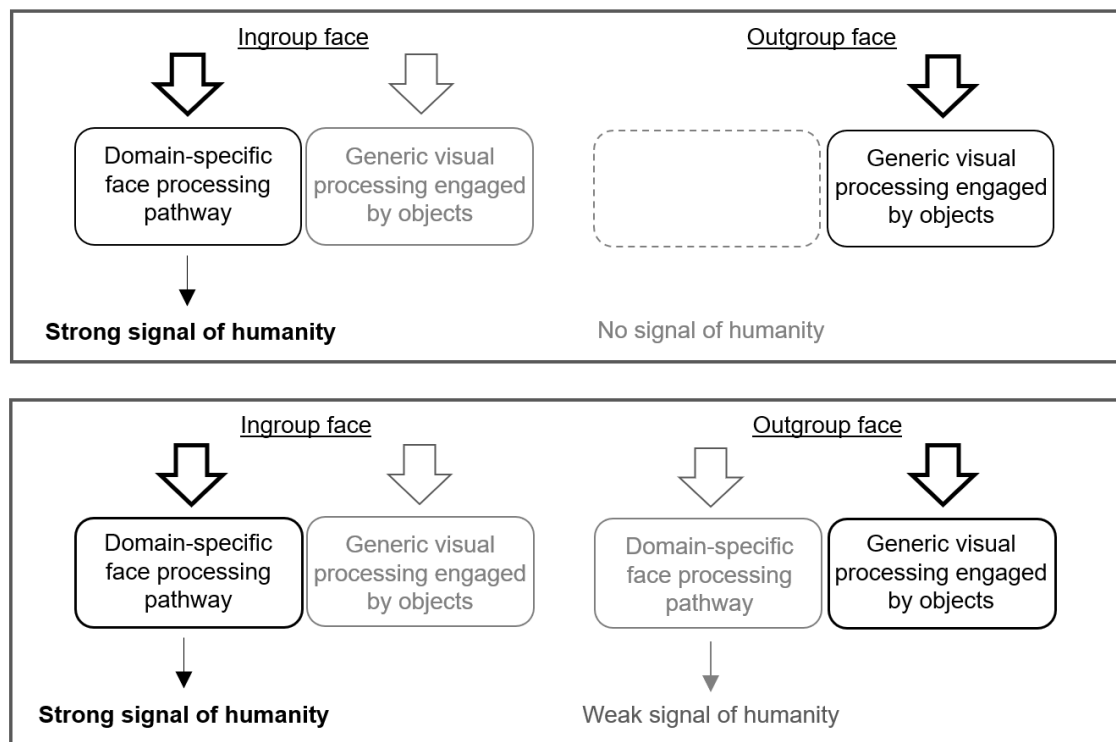 Ingroup face
Outgroup face
Domain-specific
face processing
pathway
Generic visual
processing engaged
by objects
Generic visual
processing engaged
by objects
Strong signal of humanity
No signal of humanity
Ingroup face
Outgroup face
Domain-specific
face processing
pathway
Generic visual
processing engaged
by objects
Domain-specific
face processing
pathway
Generic visual
processing engaged
by objects
Strong signal of humanity
Weak signal of humanity